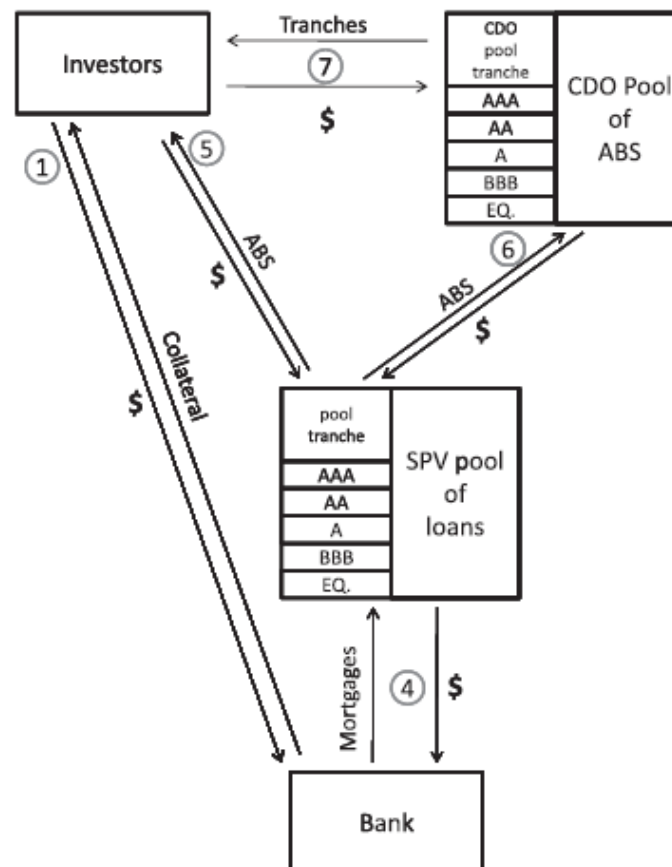 Tranches
7
$
Investors
CDO
pool
tranche
AAA
AA
A
BBB
EQ.
CDO Pool
of
ABS
1
5
ABS
$
6
ABS
$
Collateral
$
pool
tranche
AAA
AA
A
BBB
EQ.
SPV pool
of
loans
Mortgages
4
$
Bank